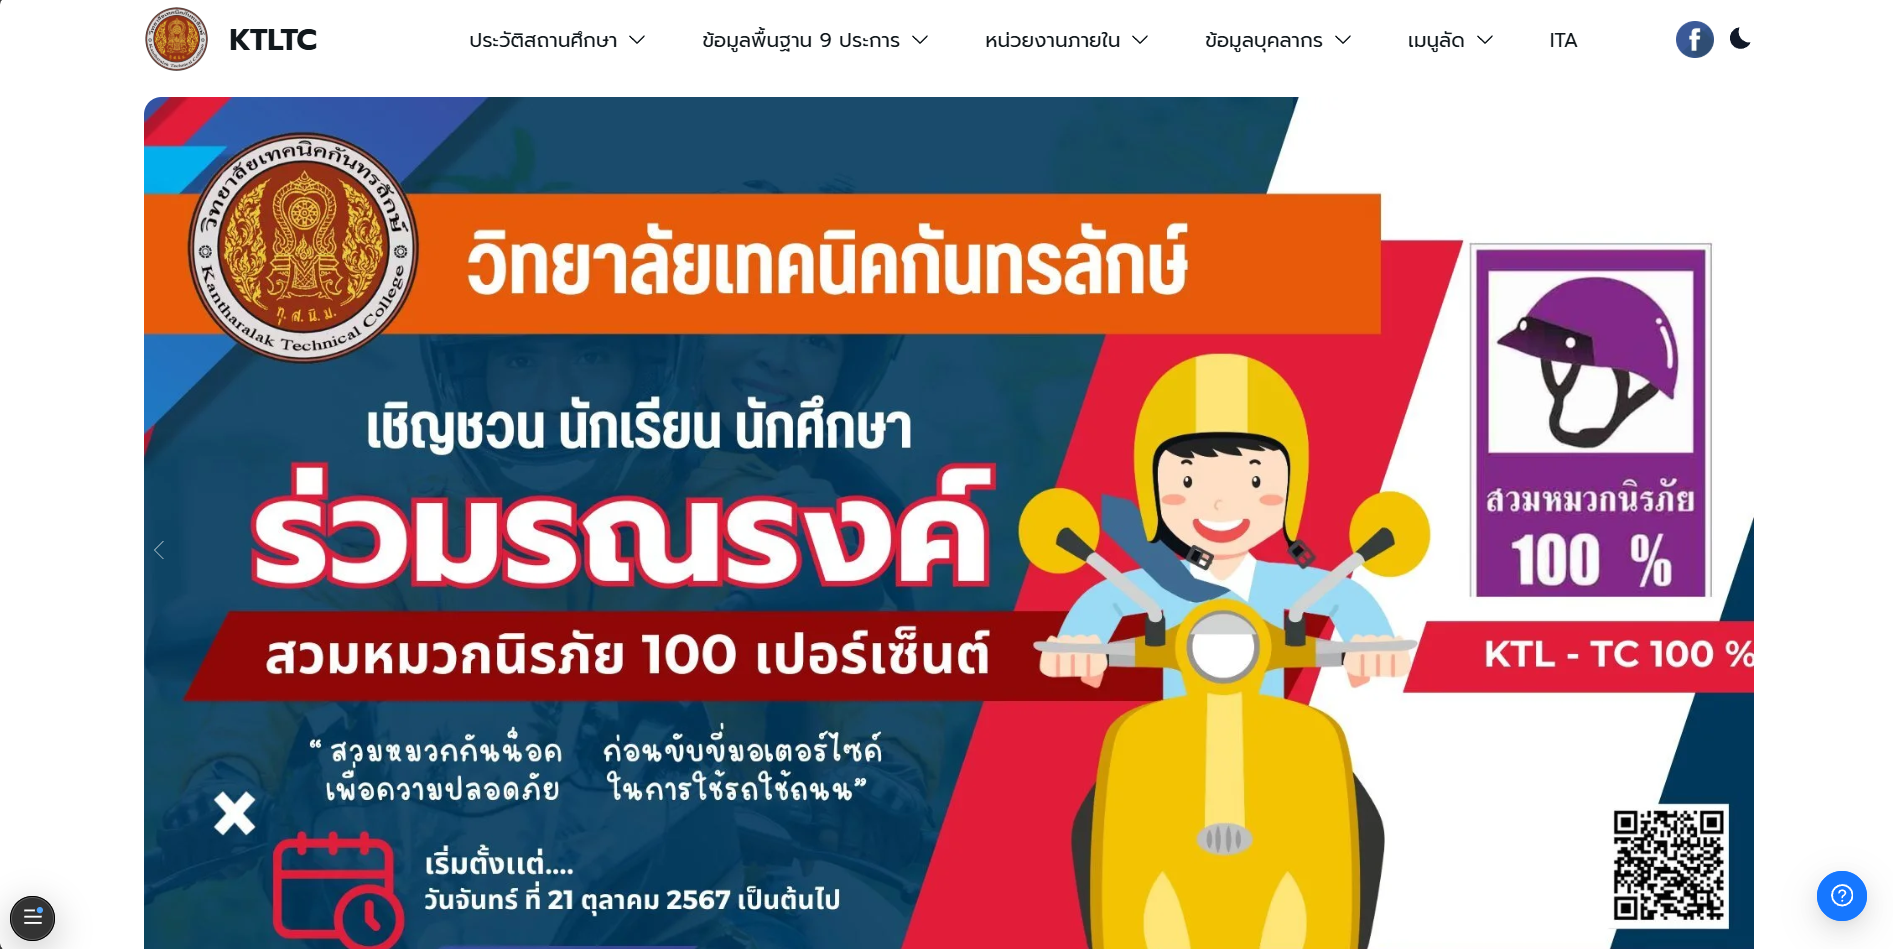 KTLTC
ประวัติสถานศึกษา
ข้อมูลพื้นฐาน 9 ประการ
หน่วยงานภายใน
ข้อมูลบุคลากร
เมนูลัด
ITA
วิทยาลัยเทคนิคกันทรลักษ์
ทุ. ส. นิ. ม.
Kantharalak Technical College
วิทยาลัยเทคนิคกันทรลักษ์
เชิญชวน นักเรียน นักศึกษา
ร่วมรณรงค์
สวมหมวกนิรภัย 100 เปอร์เซ็นต์
สวมหมวกนิรภัย
100 %
KTL - TC 100 %
“ สวมหมวกกันน็อค ก่อนขับขี่มอเตอร์ไซค์
เพื่อความปลอดภัย ในการใช้รถใช้ถนน”
เริ่มตั้งแต่....
วันจันทร์ ที่ 21 ตุลาคม 2567 เป็นต้นไป